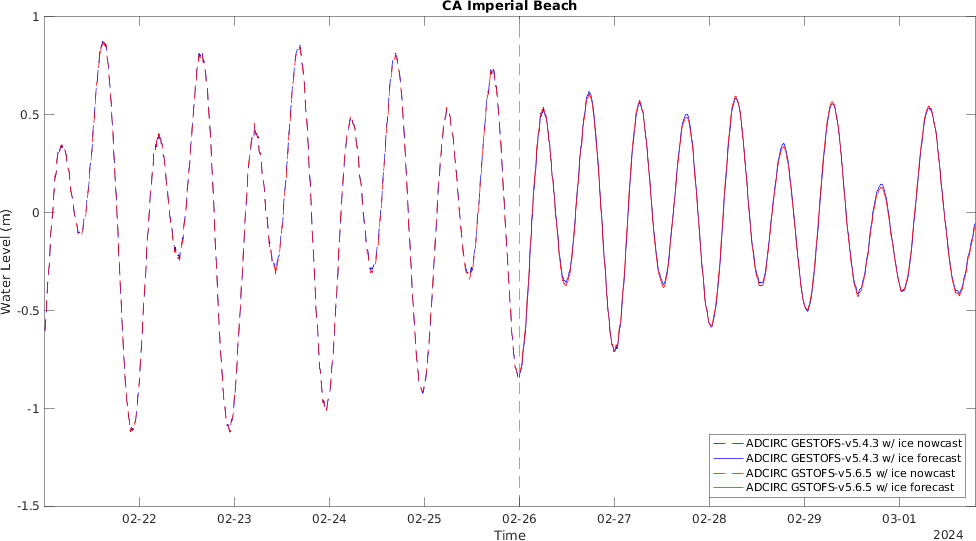 CA Imperial Beach
1
0.5
0
-0.5
-1
-1.5
Water Level (m)
02-22 02-23 02-24 02-25 02-26 02-27 02-28 02-29 03-01
Time
2024
ADCIRC GESTOFS-v5.4.3 w/ ice nowcast
ADCIRC GESTOFS-v5.4.3 w/ ice forecast
ADCIRC GSTOFS-v5.6.5 w/ ice nowcast
ADCIRC GSTOFS-v5.6.5 w/ ice forecast